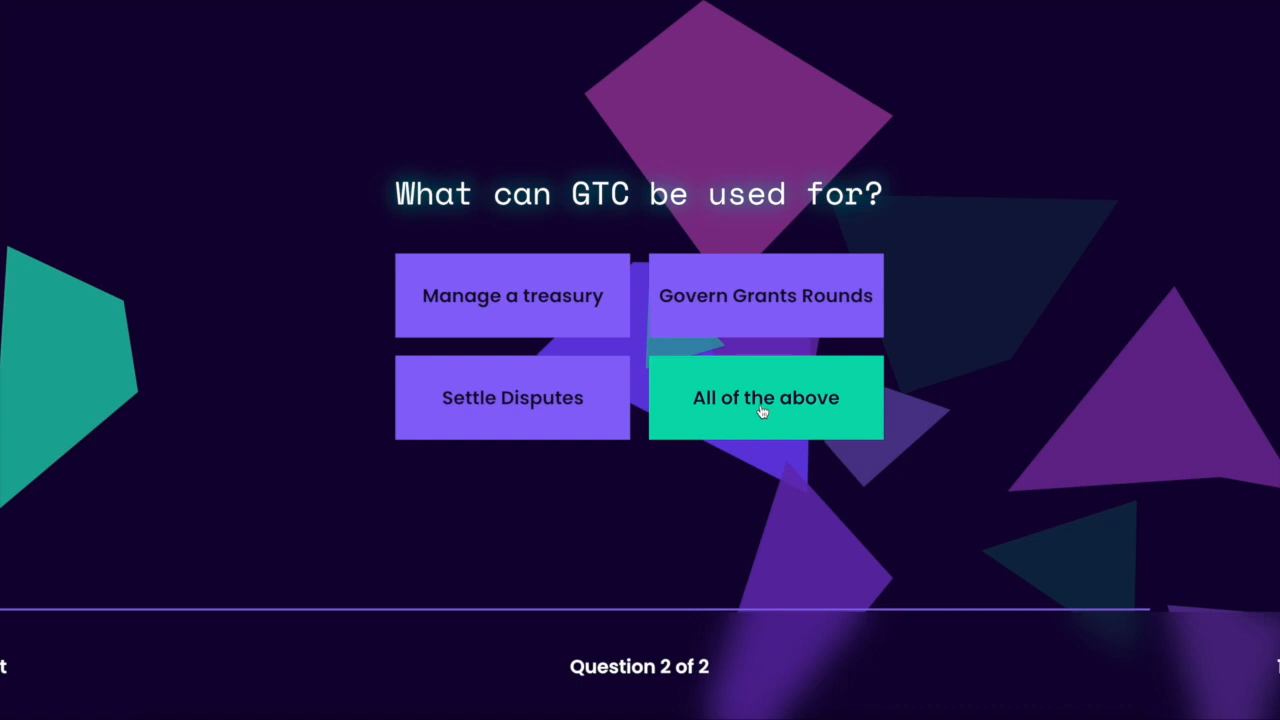 What can GTC be used for?
Manage a treasury
Govern Grants Rounds
Settle Disputes
All of the above
t
Question 2 of 2